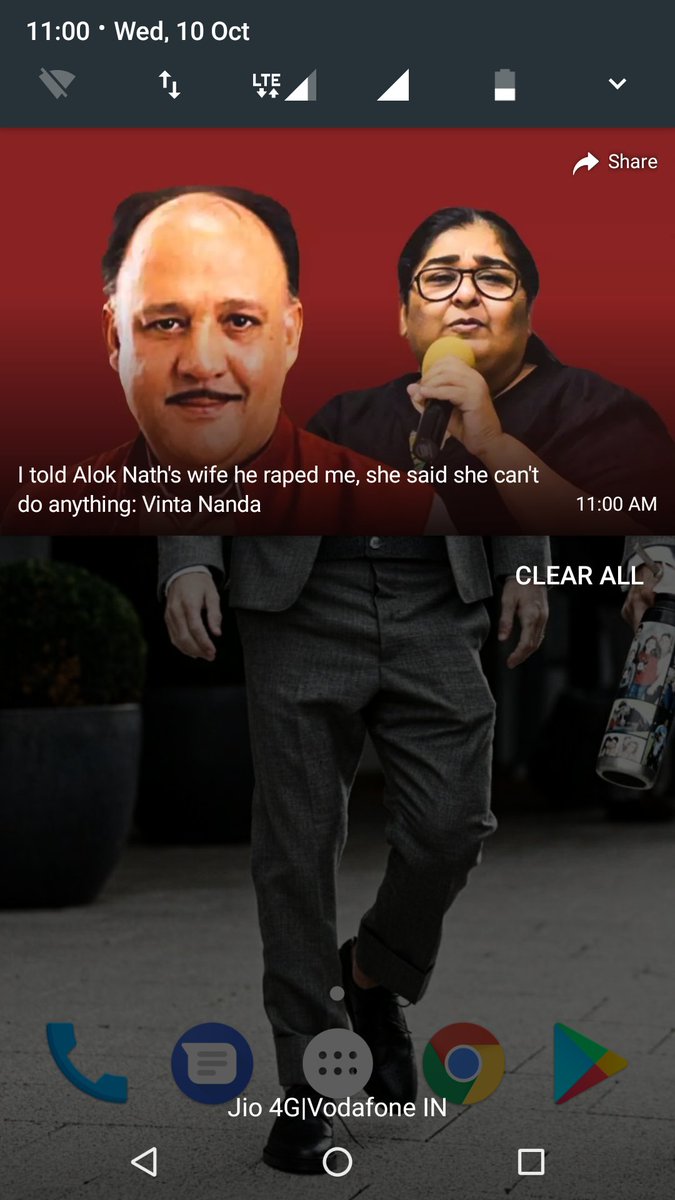 11:00 • Wed, 10 Oct
LTE
Share
I told Alok Nath's wife he raped me, she said she can't
do anything: Vinta Nanda
11:00 AM
CLEAR ALL
Jio 4G|Vodafone IN